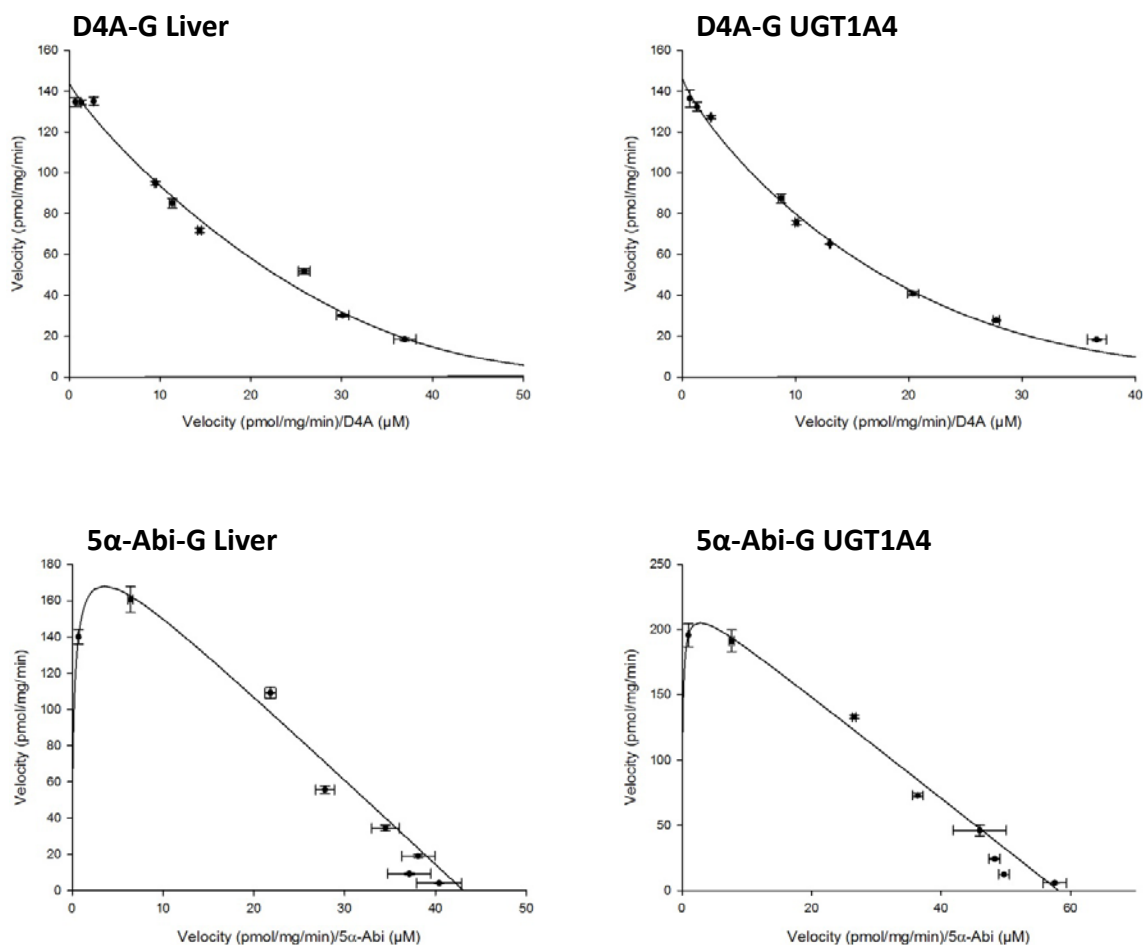 D4A-G Liver
160
140
120
100
80
60
40
20
0
Velocity (pmol/mg/min)
0 10 20 30 40 50
Velocity (pmol/mg/min)/D4A (µM)
D4A-G UGT1A4
160
140
120
100
80
60
40
20
0
Velocity (pmol/mg/min)
0 10 20 30 40
Velocity (pmol/mg/min)/D4A (µM)
5α-Abi-G Liver
180
160
140
120
100
80
60
40
20
0
Velocity (pmol/mg/min)
0 10 20 30 40 50
Velocity (pmol/mg/min)/5α-Abi (µM)
5α-Abi-G UGT1A4
250
200
150
100
50
0
Velocity (pmol/mg/min)
0 20 40 60
Velocity (pmol/mg/min)/5α-Abi (µM)